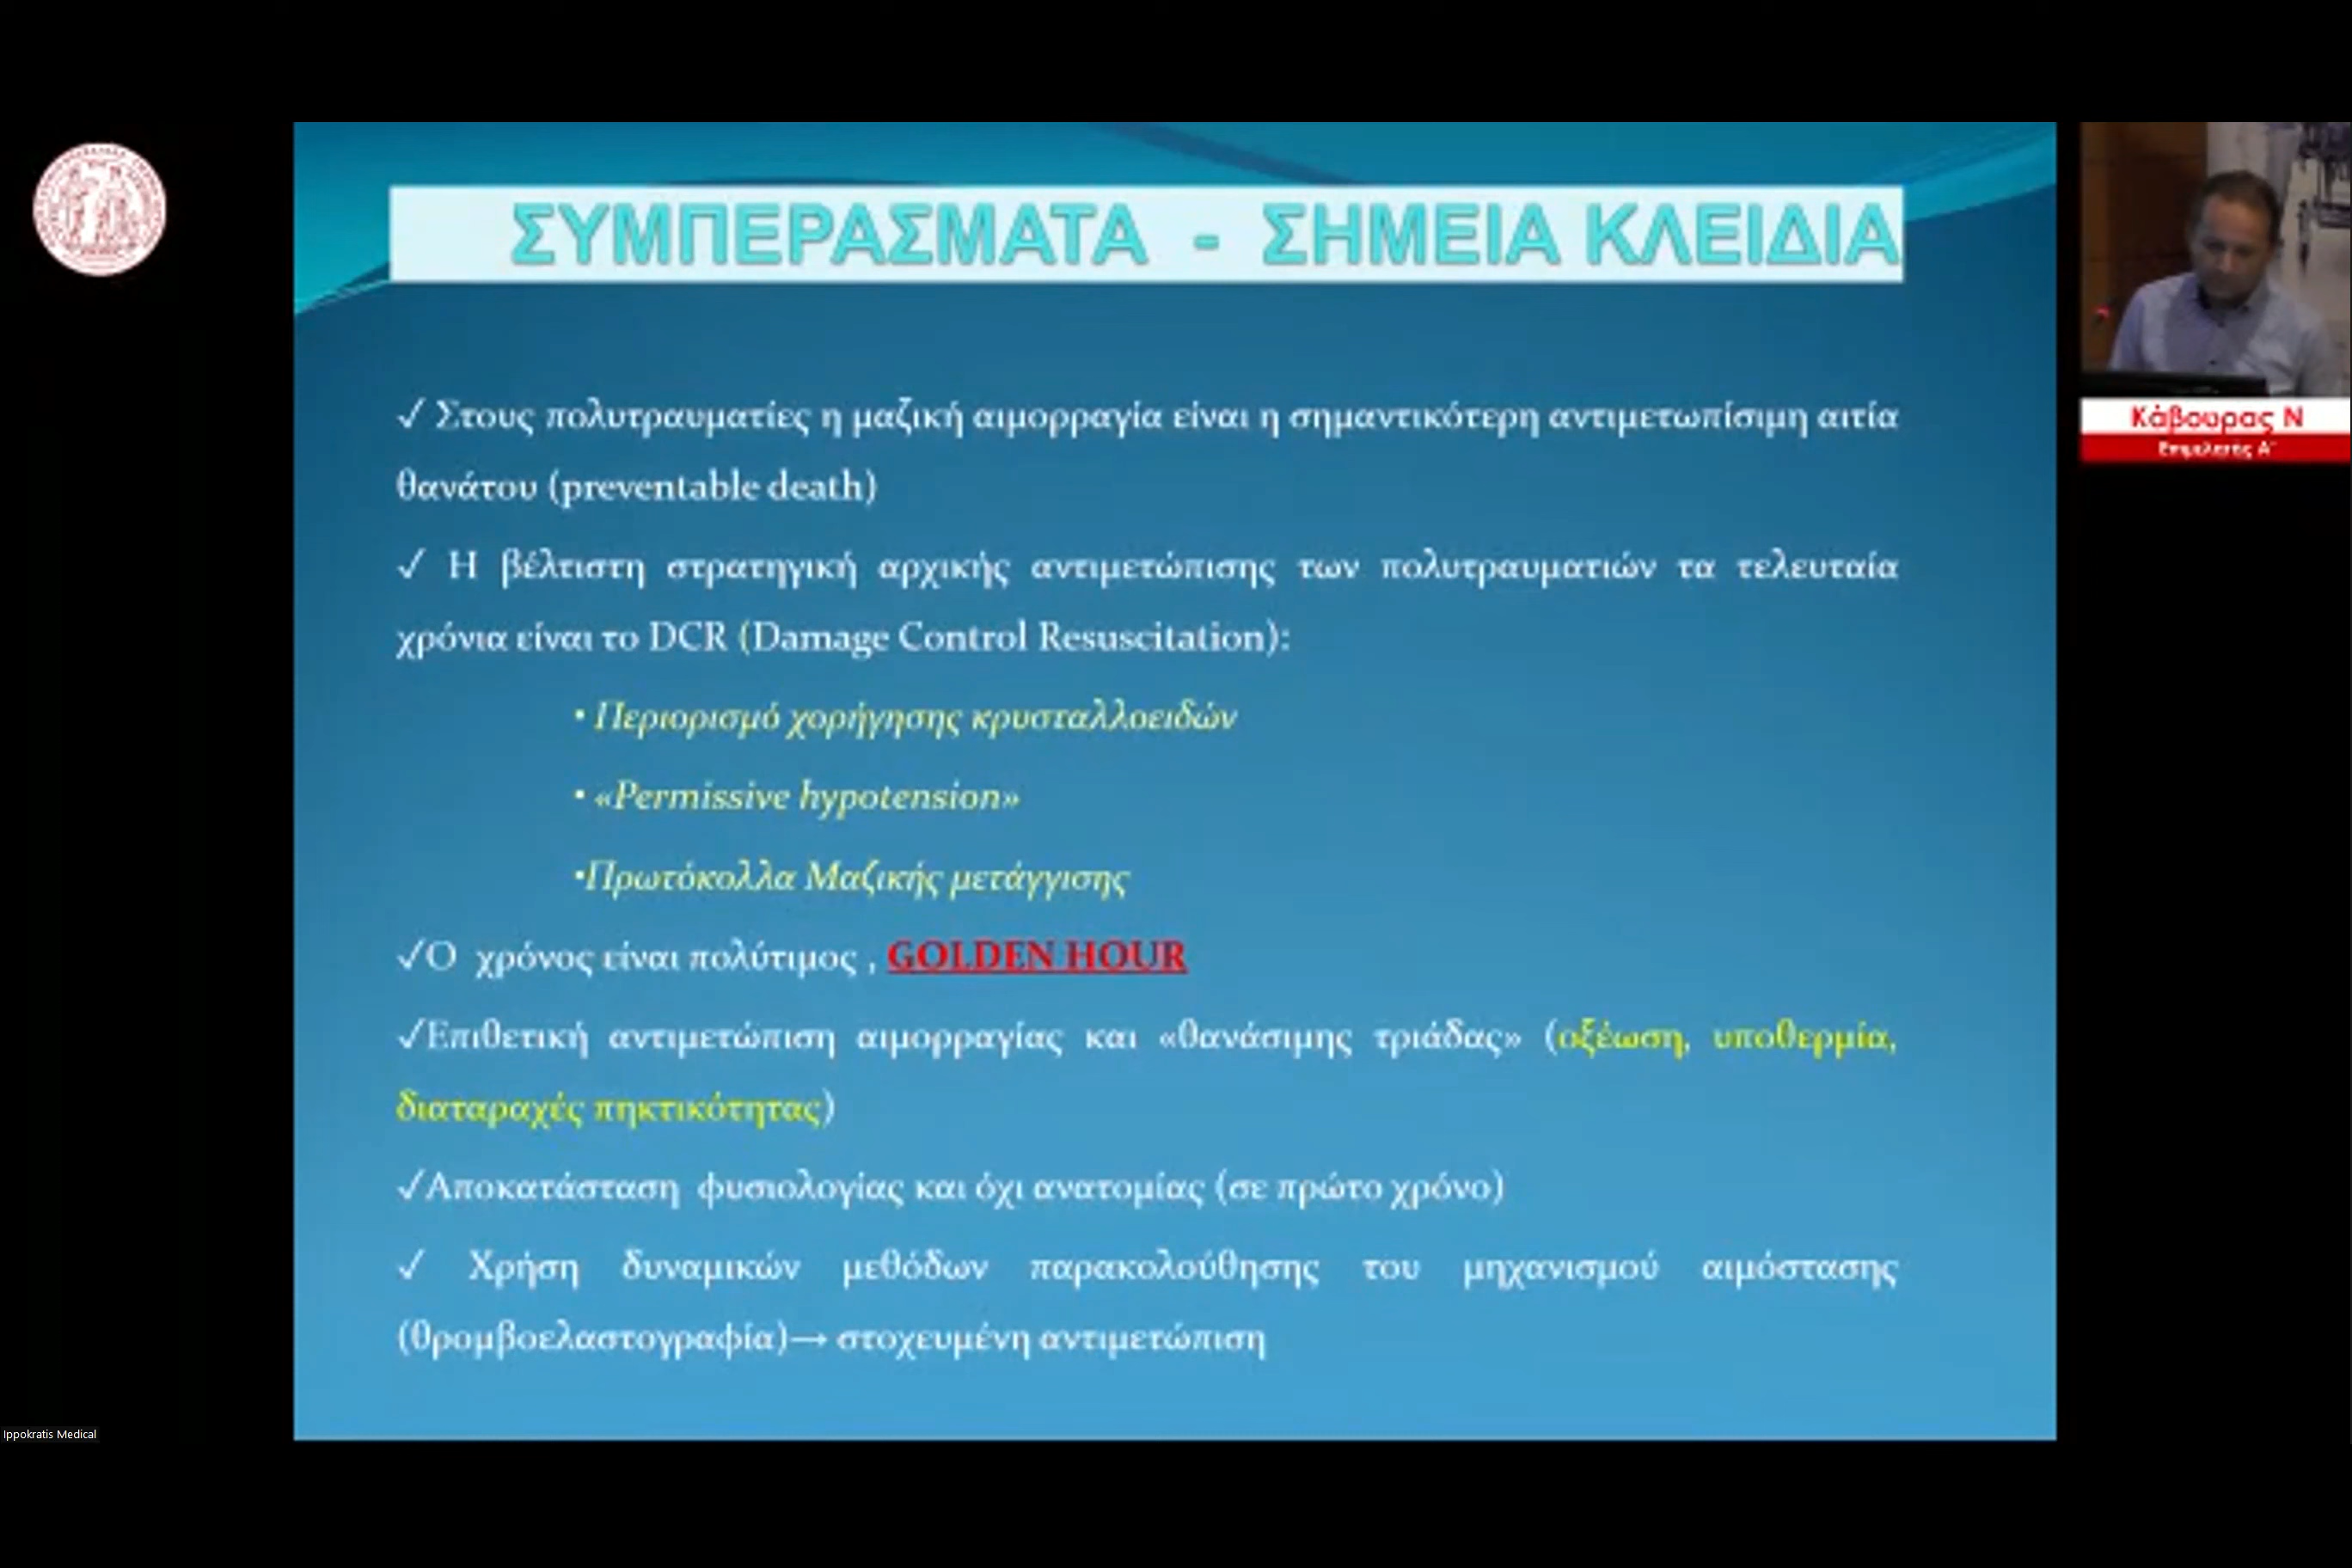 ΣΥΜΠΕΡΑΣΜΑΤΑ - ΣΗΜΕΙΑ ΚΛΕΙΔΙΑ
✓ Στους πολυτραυματίες η μαζική αιμορραγία είναι η σημαντικότερη αντιμετωπίσιμη αιτία
θανάτου (preventable death)
✓ Η βέλτιστη στρατηγική αρχικής αντιμετώπισης των πολυτραυματιών τα τελευταία
χρόνια είναι το DCR (Damage Control Resuscitation):
• Περιορισμό χορήγησης κρυσταλλοειδών
• «Permissive hypotension»
•Πρωτόκολλα Μαζικής μετάγγισης
✓Ο χρόνος είναι πολύτιμος , GOLDEN HOUR
✓Επιθετική αντιμετώπιση αιμορραγίας και «θανάσιμης τριάδας» (οξέωση, υποθερμία,
διαταραχές πηκτικότητας)
✓Αποκατάσταση φυσιολογίας και όχι ανατομίας (σε πρώτο χρόνο)
✓ Χρήση δυναμικών μεθόδων παρακολούθησης του μηχανισμού αιμόστασης
(θρομβοελαστογραφία)→ στοχευμένη αντιμετώπιση
Κάβουρας Ν
Επιμελητής Α'
Ippokratis Medical